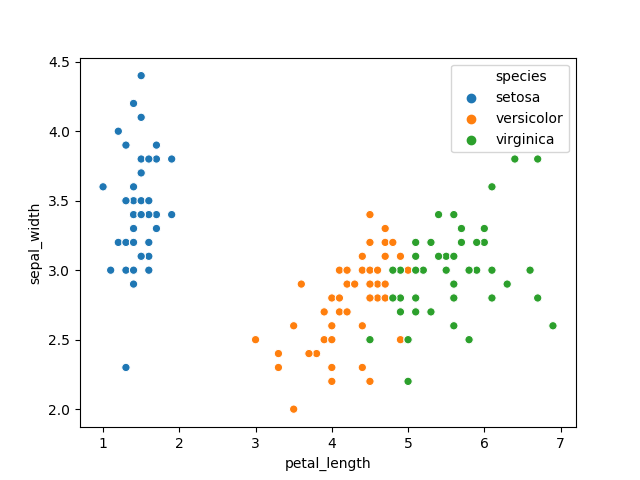 species
setosa
versicolor
virginica
4.5
4.0
3.5
3.0
2.5
2.0
sepal_width
1 2 3 4 5 6 7
petal_length